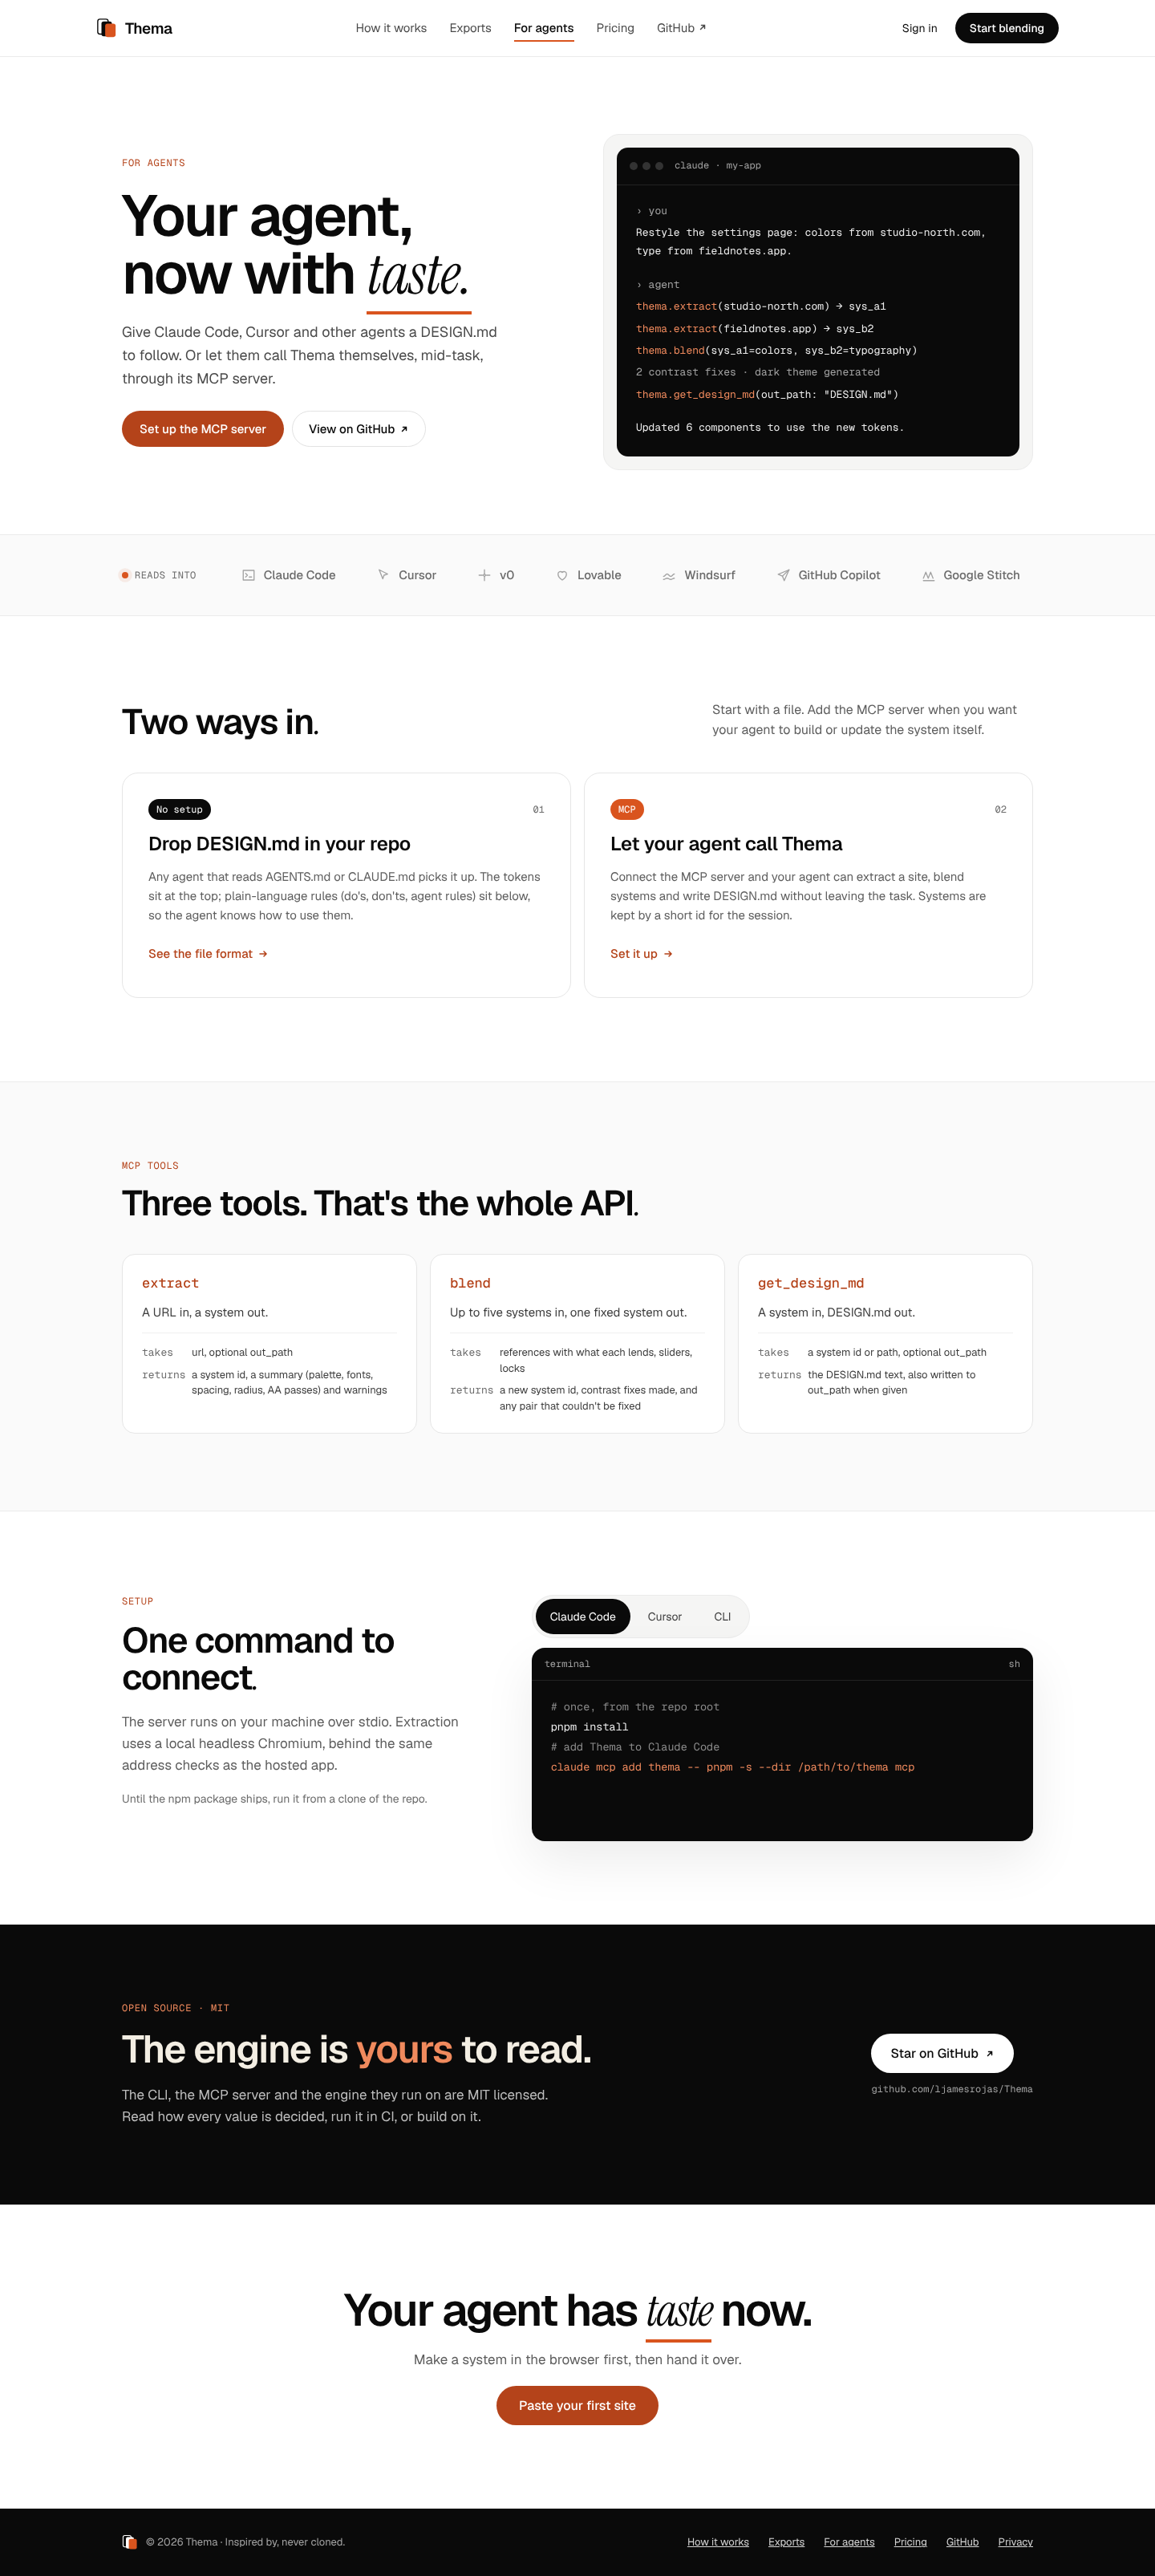 Thema
How it works
Exports
For agents
Pricing
GitHub ↗
Sign in
Start blending
FOR AGENTS
Your agent,
now with taste.
Give Claude Code, Cursor and other agents a DESIGN.md
to follow. Or let them call Thema themselves, mid-task,
through its MCP server.
Set up the MCP server
View on GitHub ↗
claude · my-app
› you
Restyle the settings page: colors from studio-north.com,
type from fieldnotes.app.
› agent
thema.extract(studio-north.com) → sys_a1
thema.extract(fieldnotes.app) → sys_b2
thema.blend(sys_a1=colors, sys_b2=typography)
2 contrast fixes · dark theme generated
thema.get_design_md(out_path: "DESIGN.md")
Updated 6 components to use the new tokens.
READS INTO
Claude Code
Cursor
v0
Lovable
Windsurf
GitHub Copilot
Google Stitch
Two ways in.
Start with a file. Add the MCP server when you want
your agent to build or update the system itself.
No setup
01
Drop DESIGN.md in your repo
Any agent that reads AGENTS.md or CLAUDE.md picks it up. The tokens
sit at the top; plain-language rules (do's, don'ts, agent rules) sit below,
so the agent knows how to use them.
See the file format →
MCP
02
Let your agent call Thema
Connect the MCP server and your agent can extract a site, blend
systems and write DESIGN.md without leaving the task. Systems are
kept by a short id for the session.
Set it up →
MCP TOOLS
Three tools. That's the whole API.
extract
A URL in, a system out.
takes url, optional out_path
returns a system id, a summary (palette, fonts,
spacing, radius, AA passes) and warnings
blend
Up to five systems in, one fixed system out.
takes references with what each lends, sliders,
locks
returns a new system id, contrast fixes made, and
any pair that couldn't be fixed
get_design_md
A system in, DESIGN.md out.
takes a system id or path, optional out_path
returns the DESIGN.md text, also written to
out_path when given
SETUP
One command to
connect.
The server runs on your machine over stdio. Extraction
uses a local headless Chromium, behind the same
address checks as the hosted app.
Until the npm package ships, run it from a clone of the repo.
Claude Code
Cursor
CLI
terminal
sh
# once, from the repo root
pnpm install
# add Thema to Claude Code
claude mcp add thema -- pnpm -s --dir /path/to/thema mcp
OPEN SOURCE · MIT
The engine is yours to read.
The CLI, the MCP server and the engine they run on are MIT licensed.
Read how every value is decided, run it in CI, or build on it.
Star on GitHub ↗
github.com/ljamesrojas/Thema
Your agent has taste now.
Make a system in the browser first, then hand it over.
Paste your first site
© 2026 Thema · Inspired by, never cloned.
How it works
Exports
For agents
Pricing
GitHub
Privacy